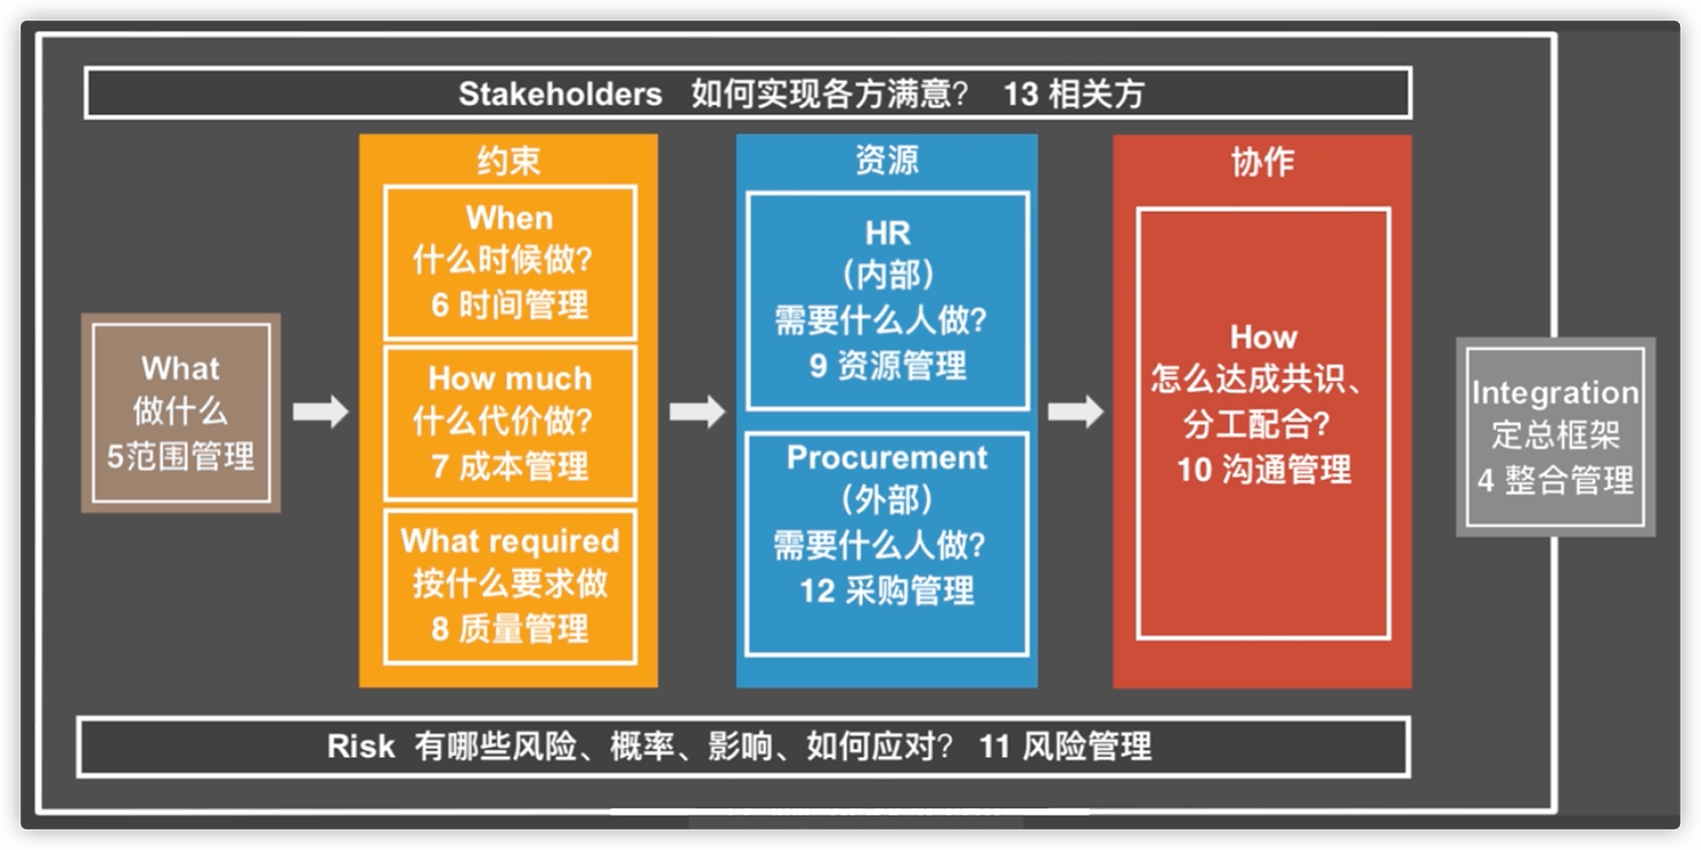 Stakeholders 如何实现各方满意？ 13 相关方
What
做什么
5范围管理
约束
When
什么时候做？
6 时间管理
How much
什么代价做？
7 成本管理
What required
按什么要求做
8 质量管理
资源
HR
（内部）
需要什么人做？
9 资源管理
Procurement
（外部）
需要什么人做？
12 采购管理
协作
How
怎么达成共识、
分工配合？
10 沟通管理
Integration
定总框架
4 整合管理
Risk 有哪些风险、概率、影响、如何应对？ 11 风险管理